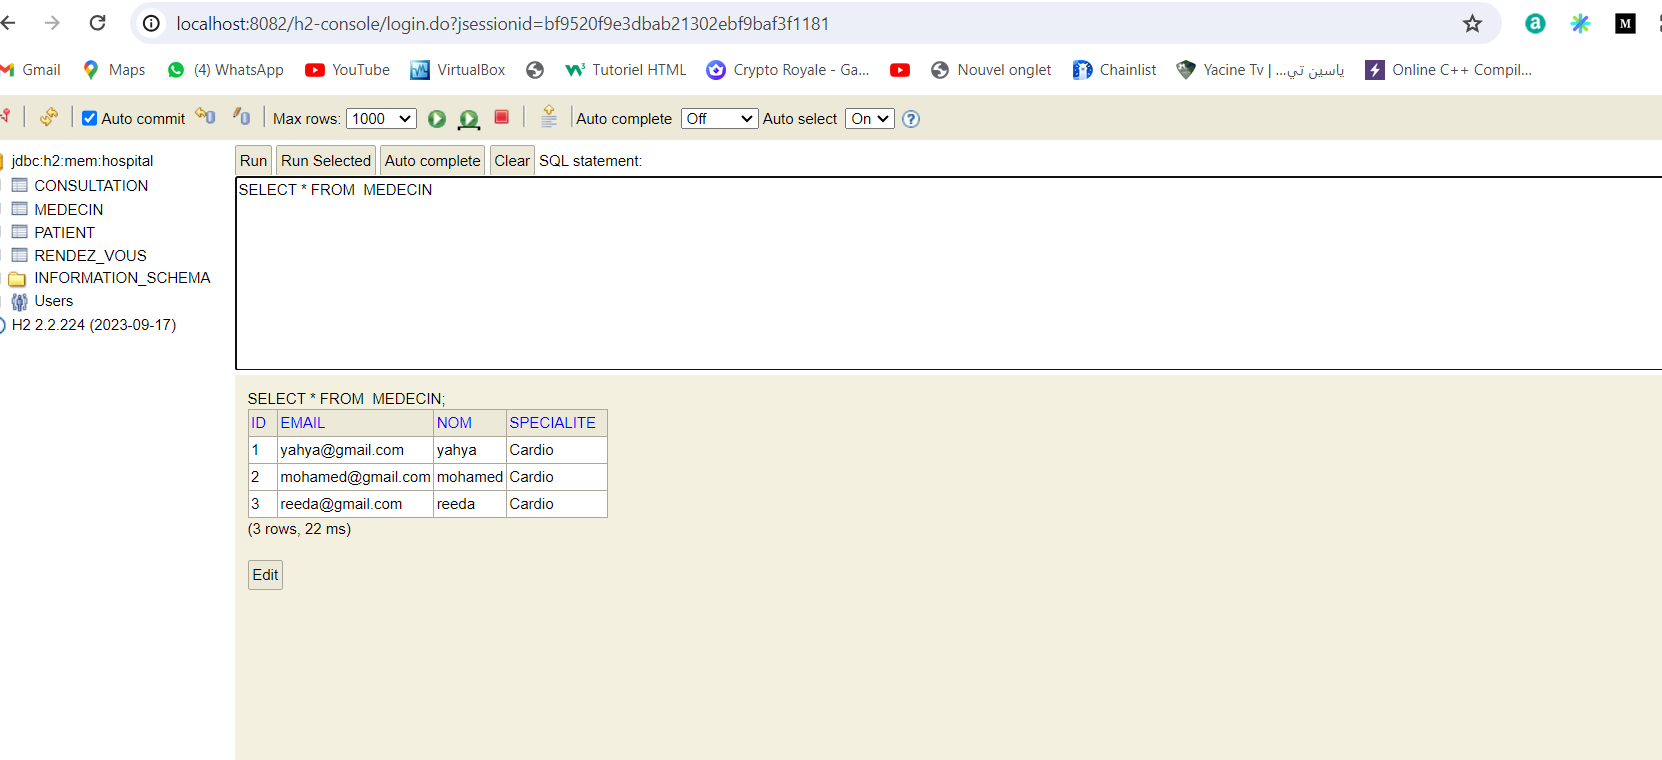 localhost:8082/h2-console/login.do?jsessionid=bf9520f9e3dbab21302ebf9baf3f1181
M
Gmail Maps (4) WhatsApp YouTube VirtualBox Tutoriel HTML Crypto Royale - Ga... Nouvel onglet Chainlist Yacine Tv | ياسين تي... Online C++ Compil...
Auto commit Max rows: 1000 Auto complete Off Auto select On
jdbc:h2:mem:hospital
CONSULTATION
MEDECIN
PATIENT
RENDEZ_VOUS
INFORMATION_SCHEMA
Users
H2 2.2.224 (2023-09-17)
Run Run Selected Auto complete Clear SQL statement:
SELECT * FROM  MEDECIN
SELECT * FROM  MEDECIN;
ID EMAIL NOM SPECIALITE
1 yahya@gmail.com yahya Cardio
2 mohamed@gmail.com mohamed Cardio
3 reeda@gmail.com reeda Cardio
(3 rows, 22 ms)
Edit